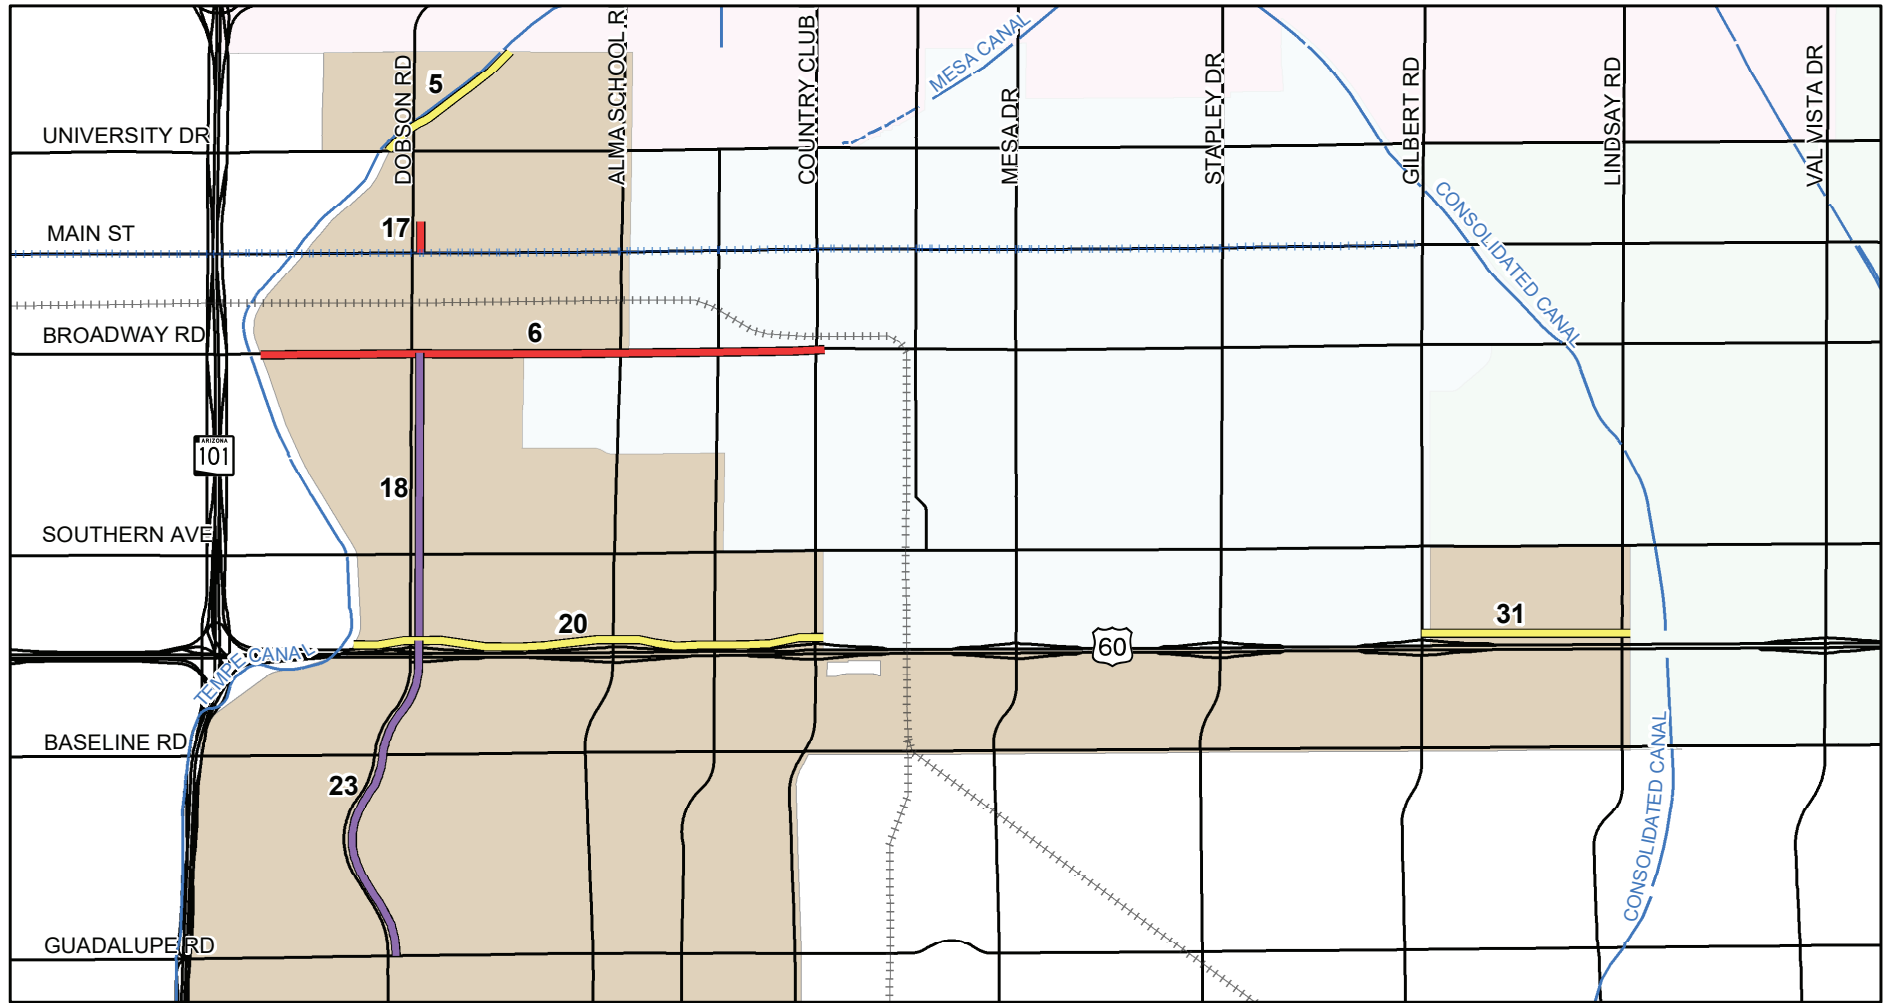 DOBSON RD
ALMA SCHOOL R
COUNTRY CLUB
MESA CANAL
MESA DR
STAPLEY DR
GILBERT RD
LINDSAY RD
VAL VISTA DR
5
UNIVERSITY DR
17
MAIN ST
CONSOLIDATED CANAL
6
BROADWAY RD
ARIZONA
101
18
SOUTHERN AVE
20
31
60
TEMPE CANAL
BASELINE RD
23
CONSOLIDATED CANAL
GUADALUPE RD